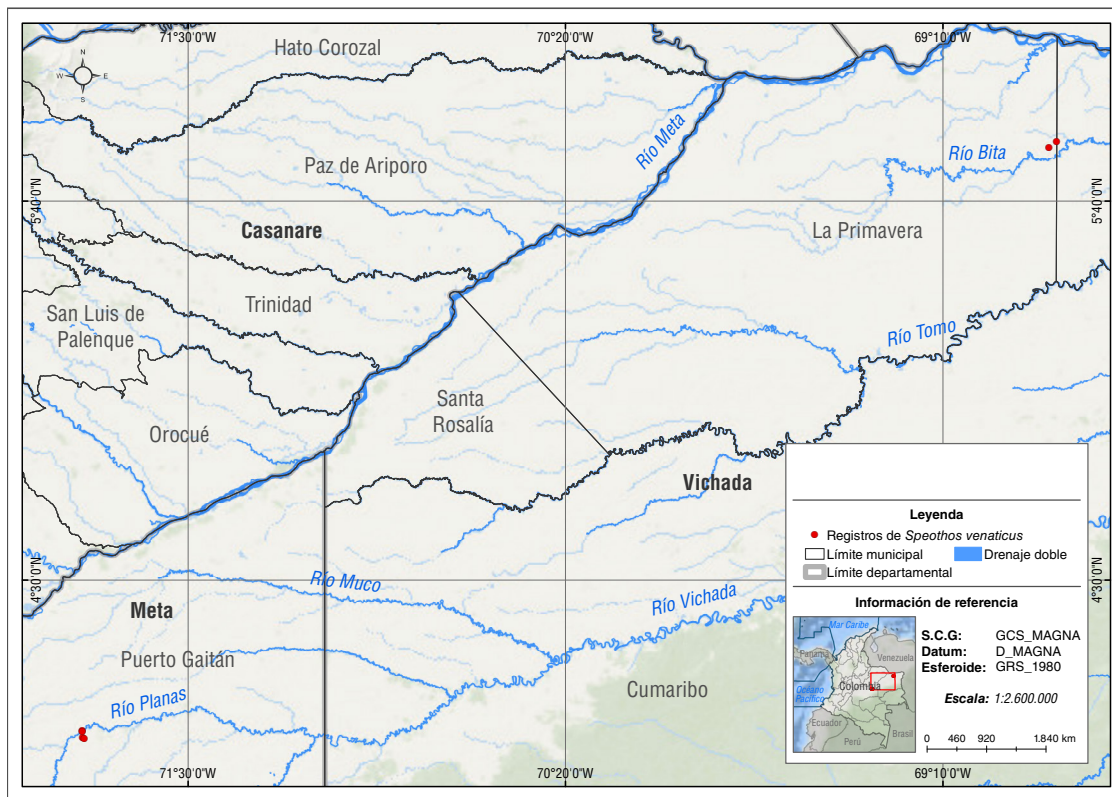 71°30'0"W
70°20'0"W
69°10'0"W
Hato Corozal
N
W
E
S
Río Meta
Paz de Ariporo
Río Bita
5°40'0"N
5°40'0"N
Casanare
La Primavera
Trinidad
San Luis de
Palenque
Río Tomo
Santa
Rosalía
Orocué
Vichada
Leyenda
Registros de Speothos venaticus
Límite municipal
Drenaje doble
Límite departamental
4°30'0"N
4°30'0"N
Río Muco
Río Vichada
Meta
Puerto Gaitán
Cumaribo
Río Planas
Información de referencia
Mar Caribe
Panamá
Venezuela
Colombia
Océano
Pacífico
Ecuador
Perú
Brasil
S.C.G: GCS_MAGNA
Datum: D_MAGNA
Esferoide: GRS_1980
Escala: 1:2.600.000
0 460 920 1.840 km
71°30'0"W
70°20'0"W
69°10'0"W